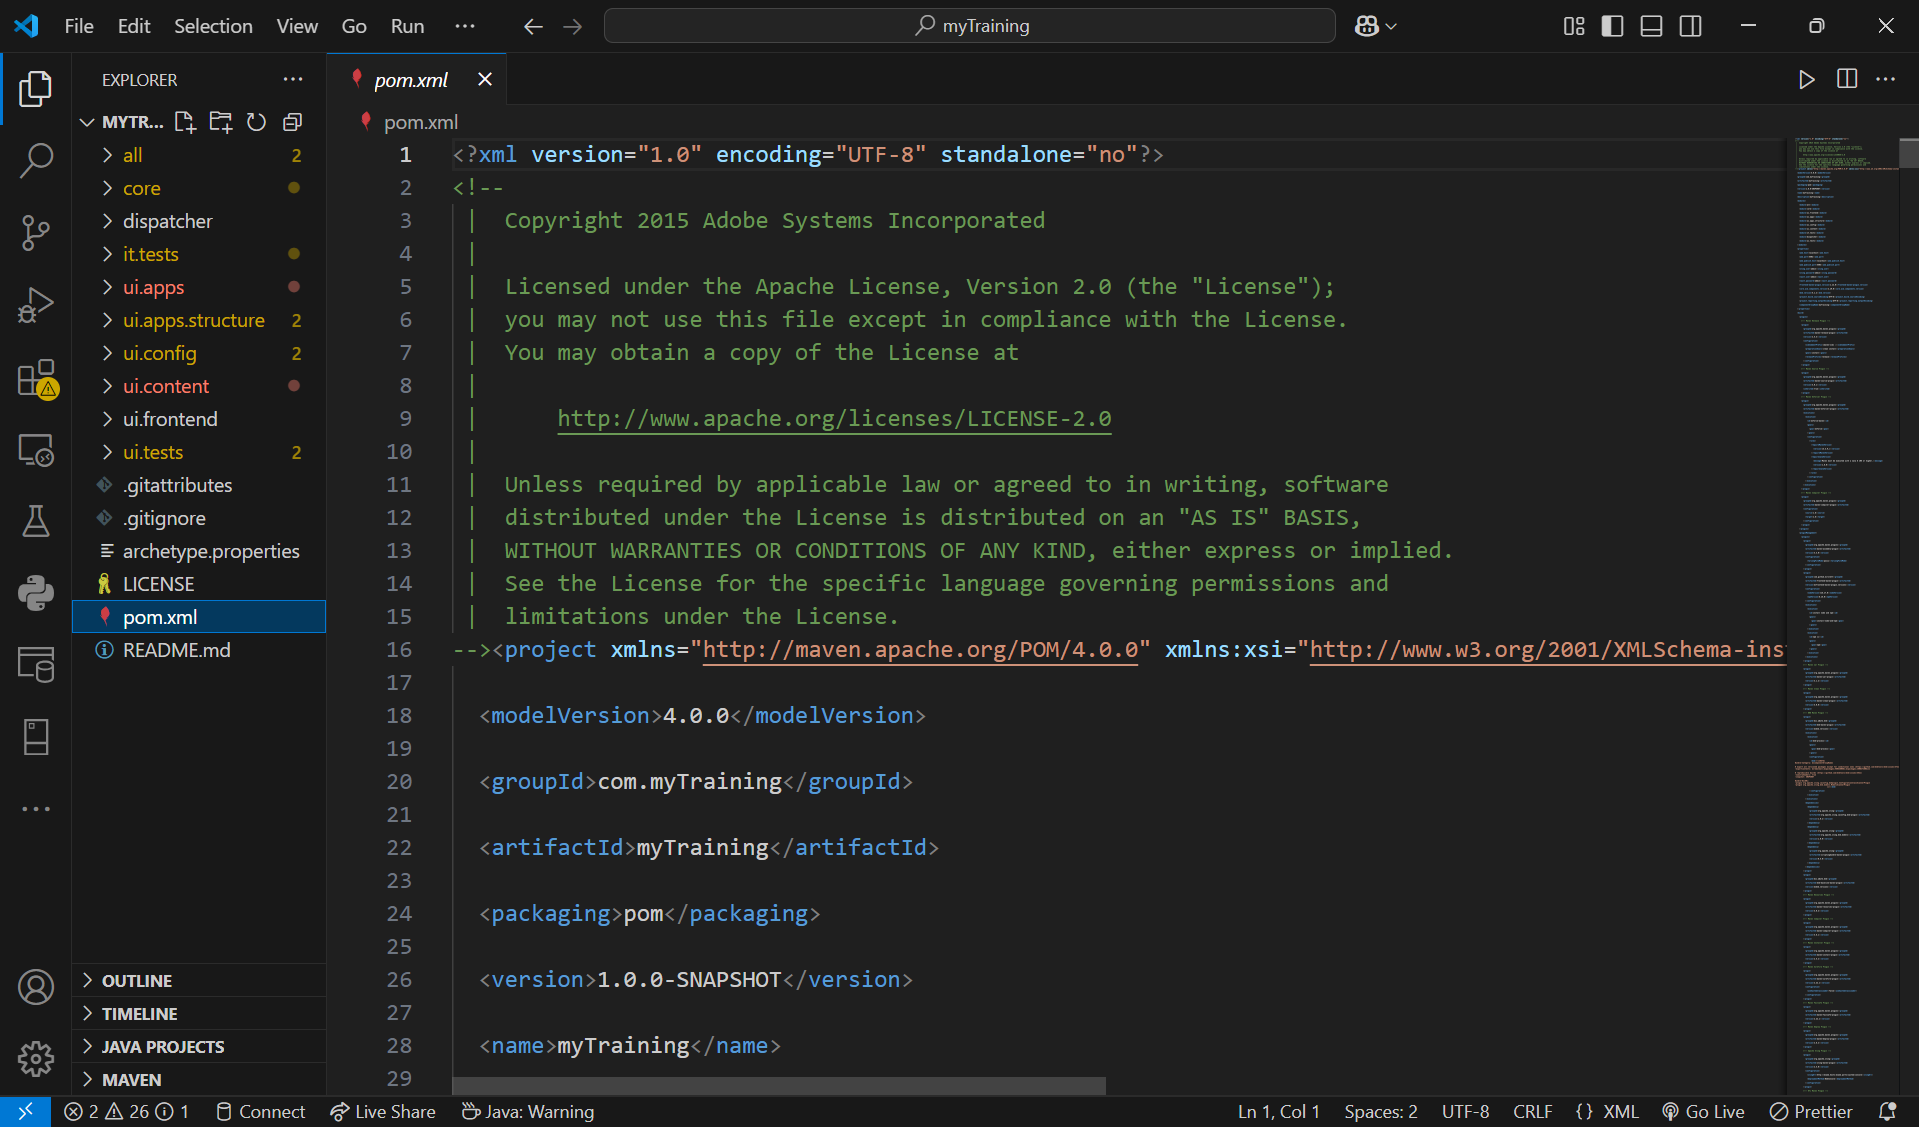 File Edit Selection View Go Run ··· myTraining
EXPLORER ···
MYTR...
all 2
core
dispatcher
it.tests
ui.apps
ui.apps.structure 2
ui.config 2
ui.content
ui.frontend
ui.tests 2
.gitattributes
.gitignore
archetype.properties
LICENSE
pom.xml
README.md
OUTLINE
TIMELINE
JAVA PROJECTS
MAVEN
pom.xml
pom.xml
1 <?xml version="1.0" encoding="UTF-8" standalone="no"?>
2 <!--
3 | Copyright 2015 Adobe Systems Incorporated
4 |
5 | Licensed under the Apache License, Version 2.0 (the "License");
6 | you may not use this file except in compliance with the License.
7 | You may obtain a copy of the License at
8 |
9 | http://www.apache.org/licenses/LICENSE-2.0
10 |
11 | Unless required by applicable law or agreed to in writing, software
12 | distributed under the License is distributed on an "AS IS" BASIS,
13 | WITHOUT WARRANTIES OR CONDITIONS OF ANY KIND, either express or implied.
14 | See the License for the specific language governing permissions and
15 | limitations under the License.
16 --><project xmlns="http://maven.apache.org/POM/4.0.0" xmlns:xsi="http://www.w3.org/2001/XMLSchema-ins
17
18 <modelVersion>4.0.0</modelVersion>
19
20 <groupId>com.myTraining</groupId>
21
22 <artifactId>myTraining</artifactId>
23
24 <packaging>pom</packaging>
25
26 <version>1.0.0-SNAPSHOT</version>
27
28 <name>myTraining</name>
29
2 26 1 Connect Live Share Java: Warning Ln 1, Col 1 Spaces: 2 UTF-8 CRLF {} XML Go Live Prettier